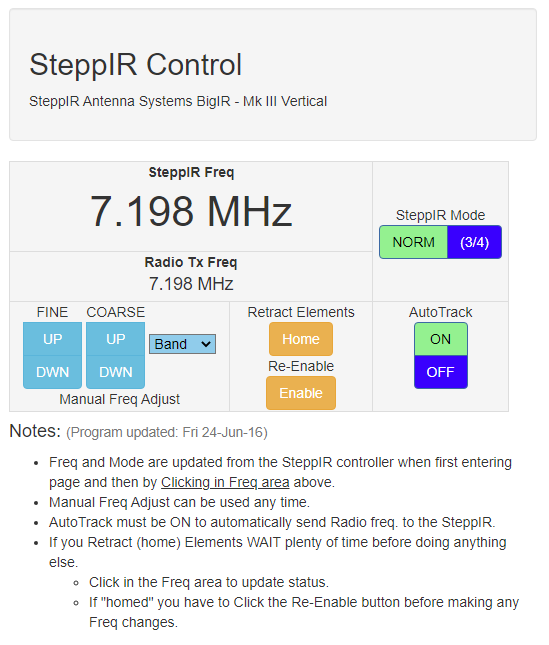 SteppIR Control
SteppIR Antenna Systems BigIR - Mk III Vertical
SteppIR Freq
7.198 MHz
Radio Tx Freq
7.198 MHz
SteppIR Mode
NORM (3/4)
FINE COARSE
UP UP
DWN DWN
Band
Manual Freq Adjust
Retract Elements
Home
Re-Enable
Enable
AutoTrack
ON
OFF
Notes: (Program updated: Fri 24-Jun-16)
• Freq and Mode are updated from the SteppIR controller when first entering
page and then by Clicking in Freq area above.
• Manual Freq Adjust can be used any time.
• AutoTrack must be ON to automatically send Radio freq. to the SteppIR.
• If you Retract (home) Elements WAIT plenty of time before doing anything
else.
◦ Click in the Freq area to update status.
◦ If "homed" you have to Click the Re-Enable button before making any
Freq changes.